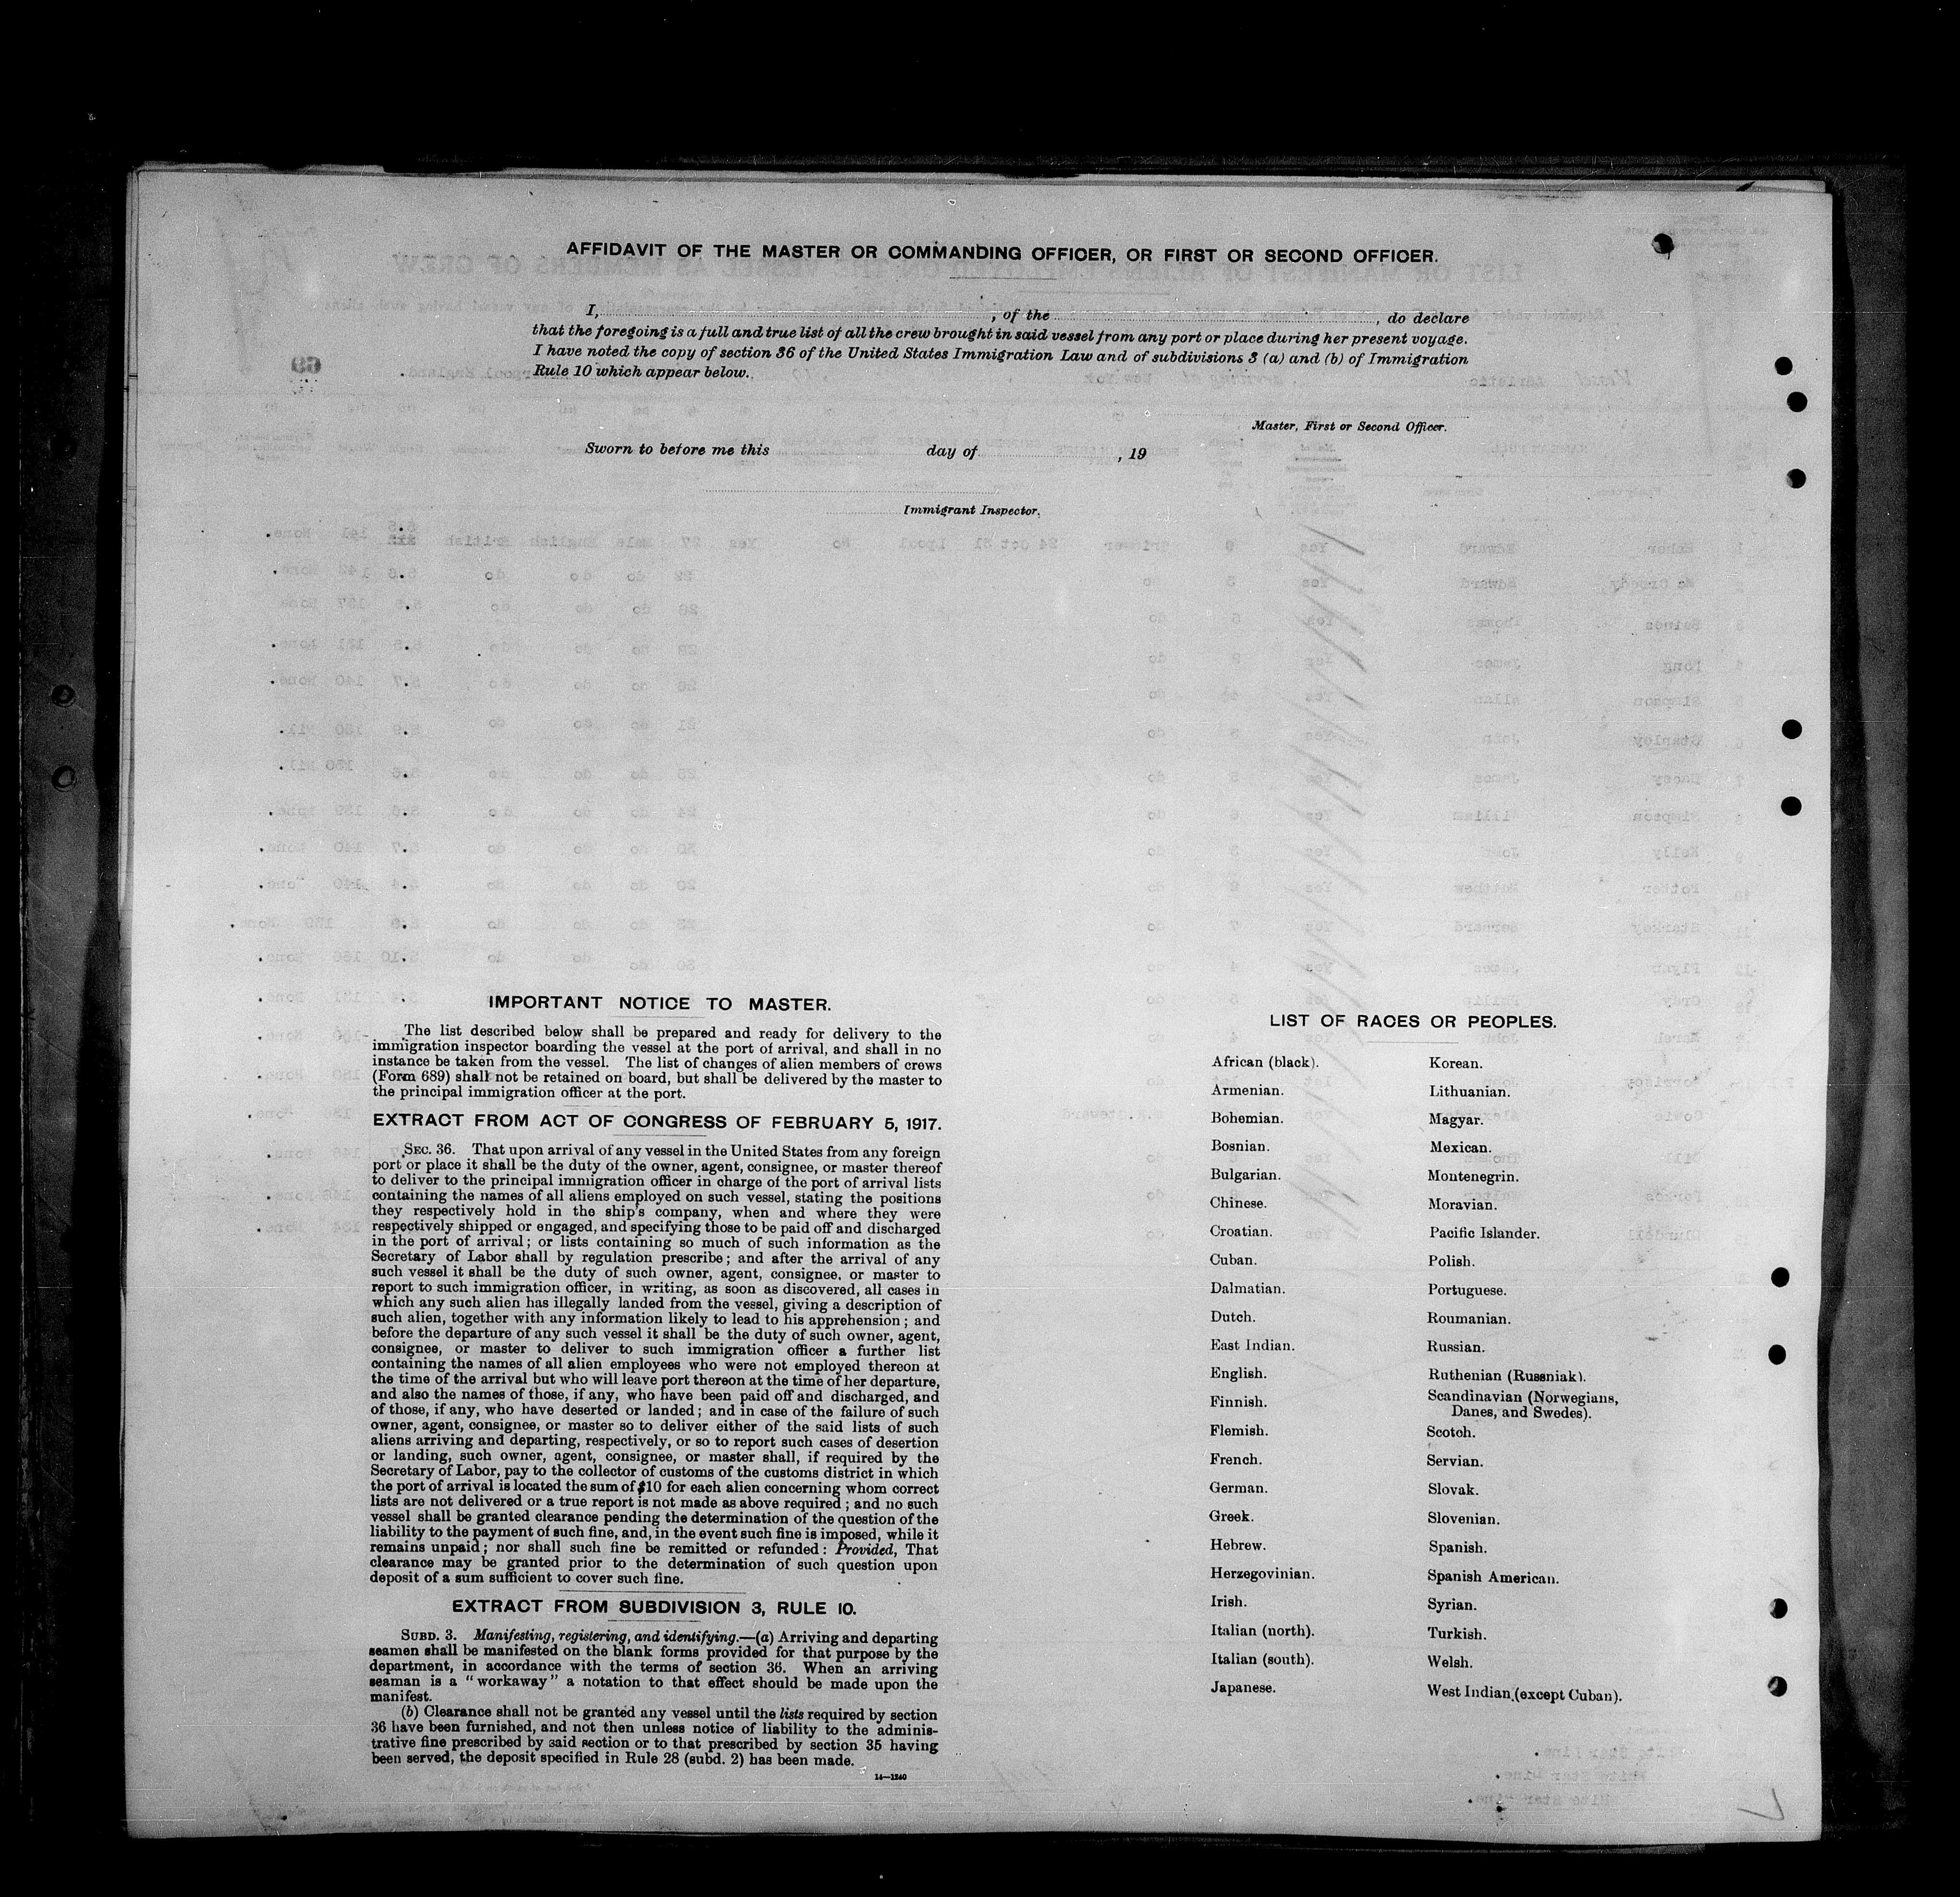 AFFIDAVIT OF THE MASTER OR COMMANDING OFFICER, OR FIRST OR SECOND OFFICER.
I, , of the , do declare
that the foregoing is a full and true list of all the crew brought in said vessel from any port or place during her present voyage.
I have noted the copy of section 36 of the United States Immigration Law and of subdivisions 3 (a) and (b) of Immigration
Rule 10 which appear below.
Master, First or Second Officer.
Sworn to before me this day of , 19
Immigrant Inspector.
IMPORTANT NOTICE TO MASTER.
The list described below shall be prepared and ready for delivery to the
immigration inspector boarding the vessel at the port of arrival, and shall in no
instance be taken from the vessel. The list of changes of alien members of crews
(Form 689) shall not be retained on board, but shall be delivered by the master to
the principal immigration officer at the port.
EXTRACT FROM ACT OF CONGRESS OF FEBRUARY 5, 1917.
SEC. 36. That upon arrival of any vessel in the United States from any foreign
port or place it shall be the duty of the owner, agent, consignee, or master thereof
to deliver to the principal immigration officer in charge of the port of arrival lists
containing the names of all aliens employed on such vessel, stating the positions
they respectively hold in the ship's company, when and where they were
respectively shipped or engaged, and specifying those to be paid off and discharged
in the port of arrival; or lists containing so much of such information as the
Secretary of Labor shall by regulation prescribe; and after the arrival of any
such vessel it shall be the duty of such owner, agent, consignee, or master to
report to such immigration officer, in writing, as soon as discovered, all cases in
which any such alien has illegally landed from the vessel, giving a description of
such alien, together with any information likely to lead to his apprehension; and
before the departure of any such vessel it shall be the duty of such owner, agent,
consignee, or master to deliver to such immigration officer a further list
containing the names of all alien employees who were not employed thereon at
the time of the arrival but who will leave port thereon at the time of her departure,
and also the names of those, if any, who have been paid off and discharged, and
of those, if any, who have deserted or landed; and in case of the failure of such
owner, agent, consignee, or master so to deliver either of the said lists of such
aliens arriving and departing, respectively, or so to report such cases of desertion
or landing, such owner, agent, consignee, or master shall, if required by the
Secretary of Labor, pay to the collector of customs of the customs district in which
the port of arrival is located the sum of $10 for each alien concerning whom correct
lists are not delivered or a true report is not made as above required; and no such
vessel shall be granted clearance pending the determination of the question of the
liability to the payment of such fine, and, in the event such fine is imposed, while it
remains unpaid; nor shall such fine be remitted or refunded: Provided, That
clearance may be granted prior to the determination of such question upon
deposit of a sum sufficient to cover such fine.
EXTRACT FROM SUBDIVISION 3, RULE 10.
SUBD. 3. Manifesting, registering, and identifying.—(a) Arriving and departing
seamen shall be manifested on the blank forms provided for that purpose by the
department, in accordance with the terms of section 36. When an arriving
seaman is a "workaway" a notation to that effect should be made upon the
manifest.
(b) Clearance shall not be granted any vessel until the lists required by section
36 have been furnished, and not then unless notice of liability to the adminis-
trative fine prescribed by said section or to that prescribed by section 35 having
been served, the deposit specified in Rule 28 (subd. 2) has been made.
14—1240
LIST OF RACES OR PEOPLES.
African (black).
Armenian.
Bohemian.
Bosnian.
Bulgarian.
Chinese.
Croatian.
Cuban.
Dalmatian.
Dutch.
East Indian.
English.
Finnish.
Flemish.
French.
German.
Greek.
Hebrew.
Herzegovinian.
Irish.
Italian (north).
Italian (south).
Japanese.
Korean.
Lithuanian.
Magyar.
Mexican.
Montenegrin.
Moravian.
Pacific Islander.
Polish.
Portuguese.
Roumanian.
Russian.
Ruthenian (Russniak).
Scandinavian (Norwegians,
Danes, and Swedes).
Scotch.
Servian.
Slovak.
Slovenian.
Spanish.
Spanish American.
Syrian.
Turkish.
Welsh.
West Indian (except Cuban).